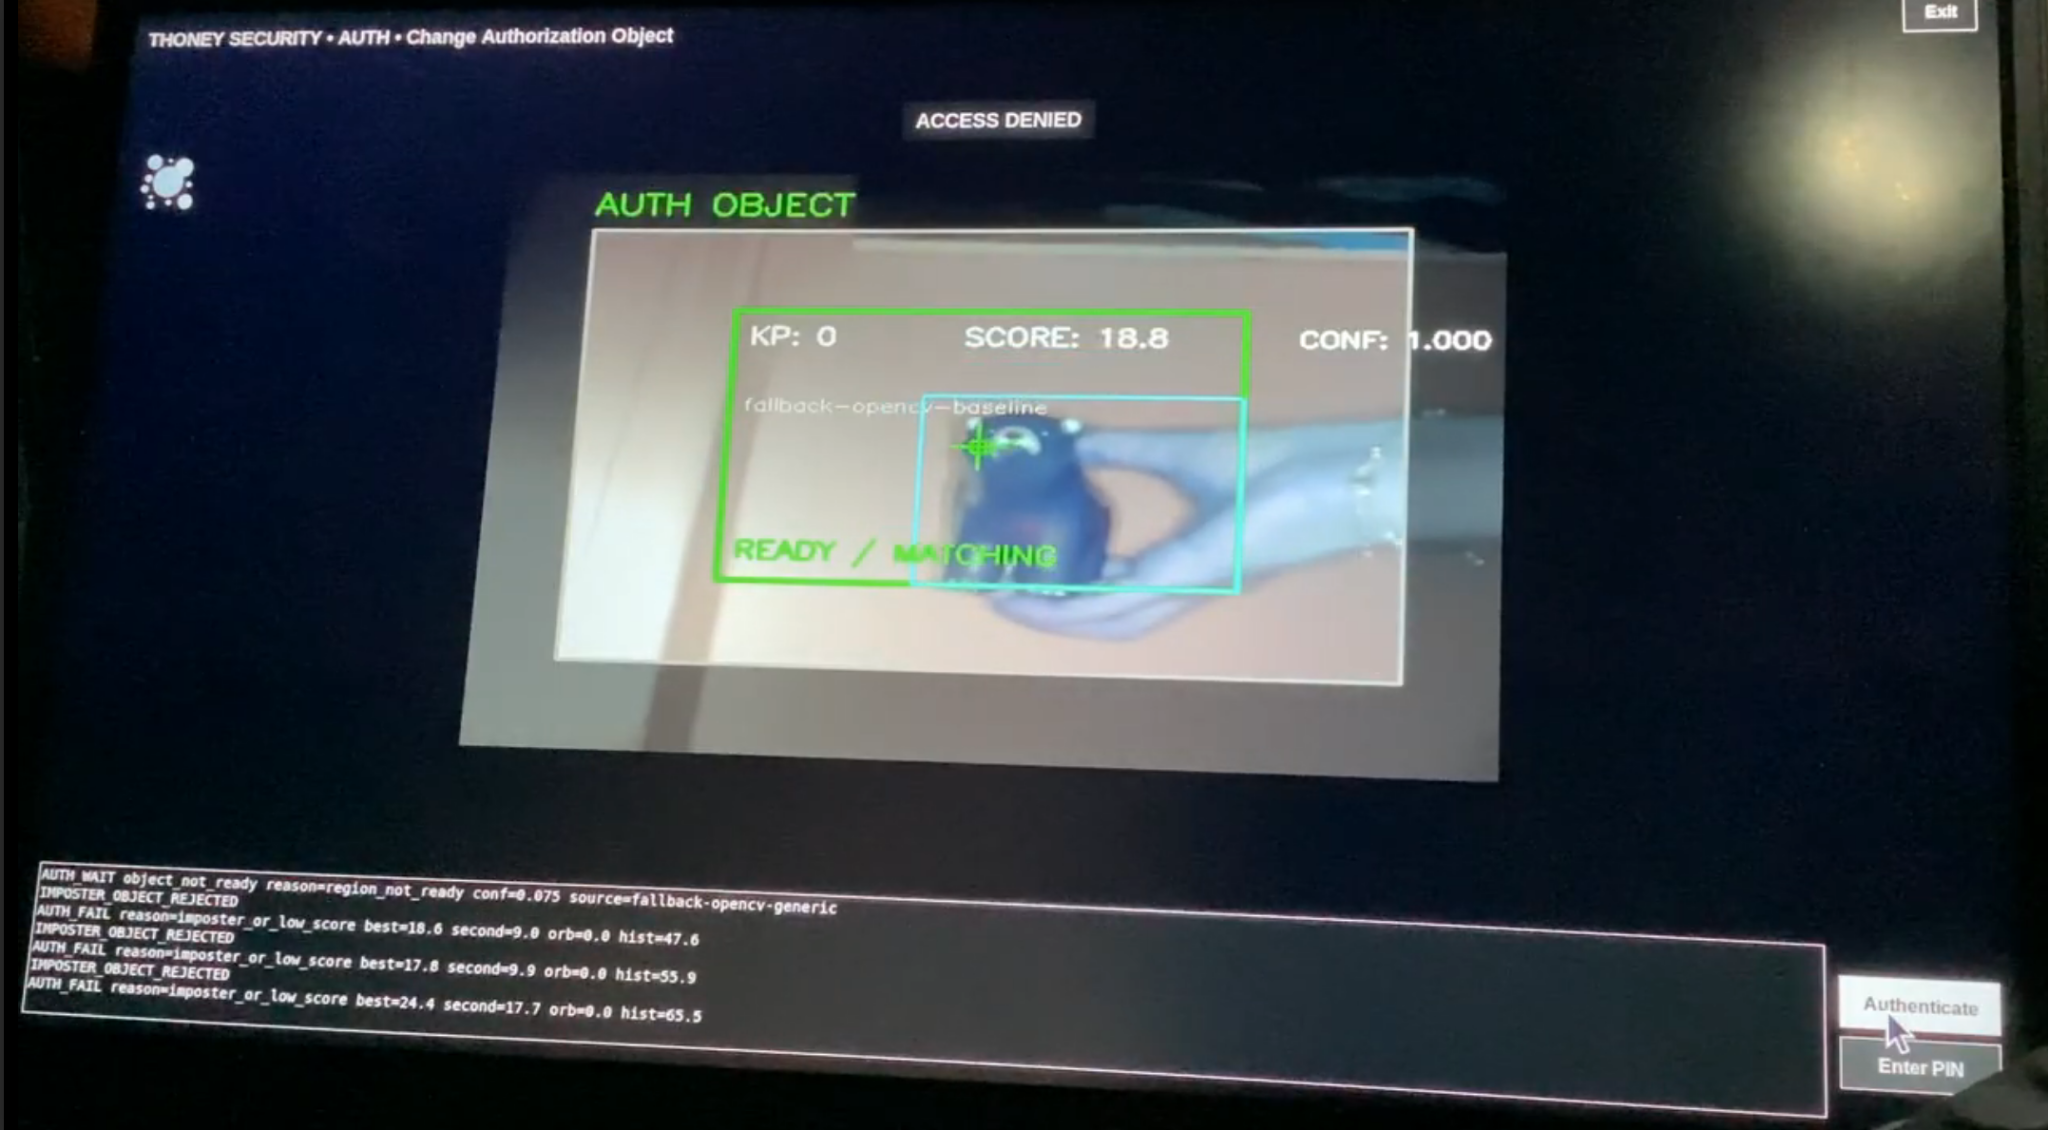 Exit
THONEY SECURITY • AUTH • Change Authorization Object
ACCESS DENIED
AUTH OBJECT
KP: 0 SCORE: 18.8 CONF: 1.000
fallback-opencv-baseline
READY / MATCHING
AUTH_WAIT object_not_ready reason=region_not_ready conf=0.075 source=fallback-opencv-generic
IMPOSTER_OBJECT_REJECTED
AUTH_FAIL reason=imposter_or_low_score best=18.6 second=9.0 orb=0.0 hist=47.6
IMPOSTER_OBJECT_REJECTED
AUTH_FAIL reason=imposter_or_low_score best=17.8 second=9.9 orb=0.0 hist=55.9
IMPOSTER_OBJECT_REJECTED
AUTH_FAIL reason=imposter_or_low_score best=24.4 second=17.7 orb=0.0 hist=65.5
Authenticate
Enter PIN